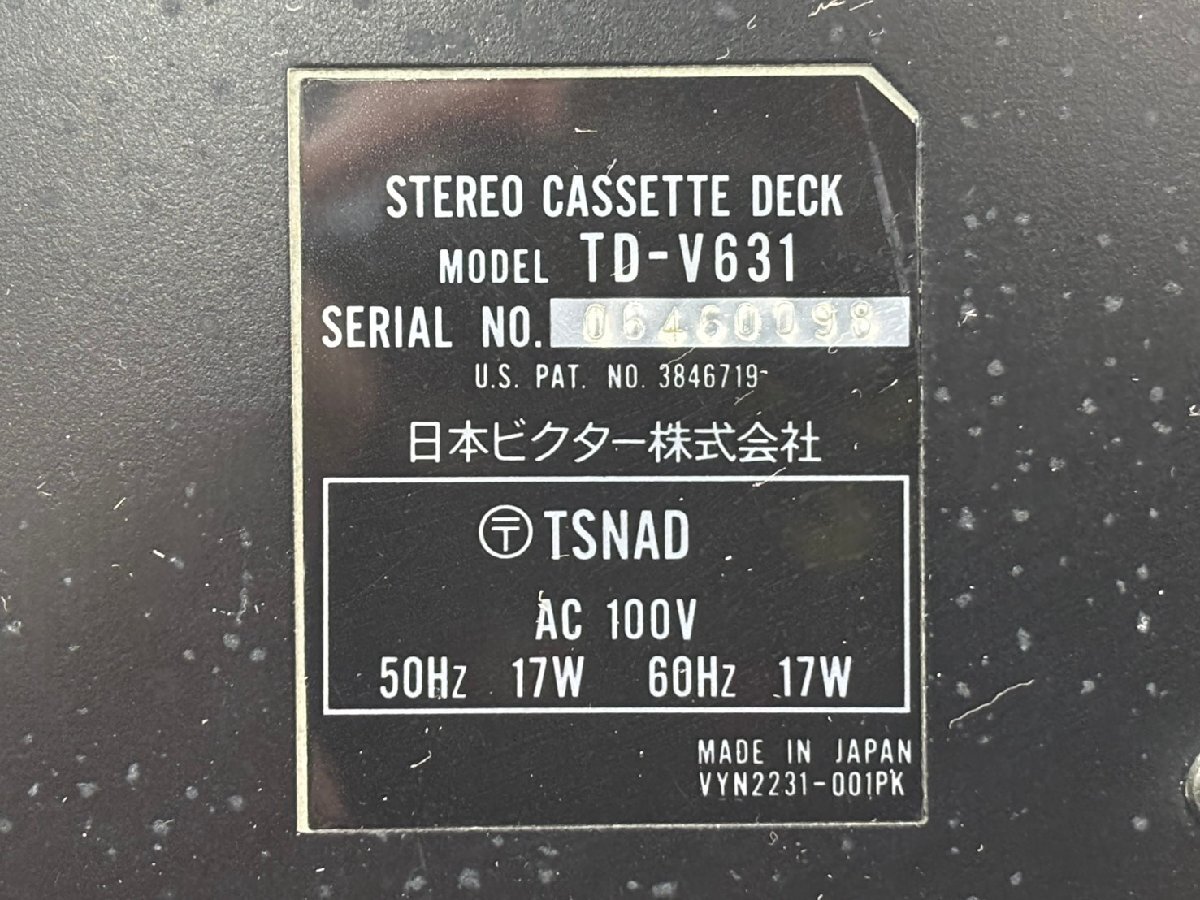 STEREO CASSETTE DECK
MODEL TD-V631
SERIAL NO. 06460098
U.S. PAT. NO. 3846719
日本ビクター株式会社
〶 TSNAD
AC 100V
50Hz 17W 60Hz 17W
MADE IN JAPAN
VYN2231-001PK